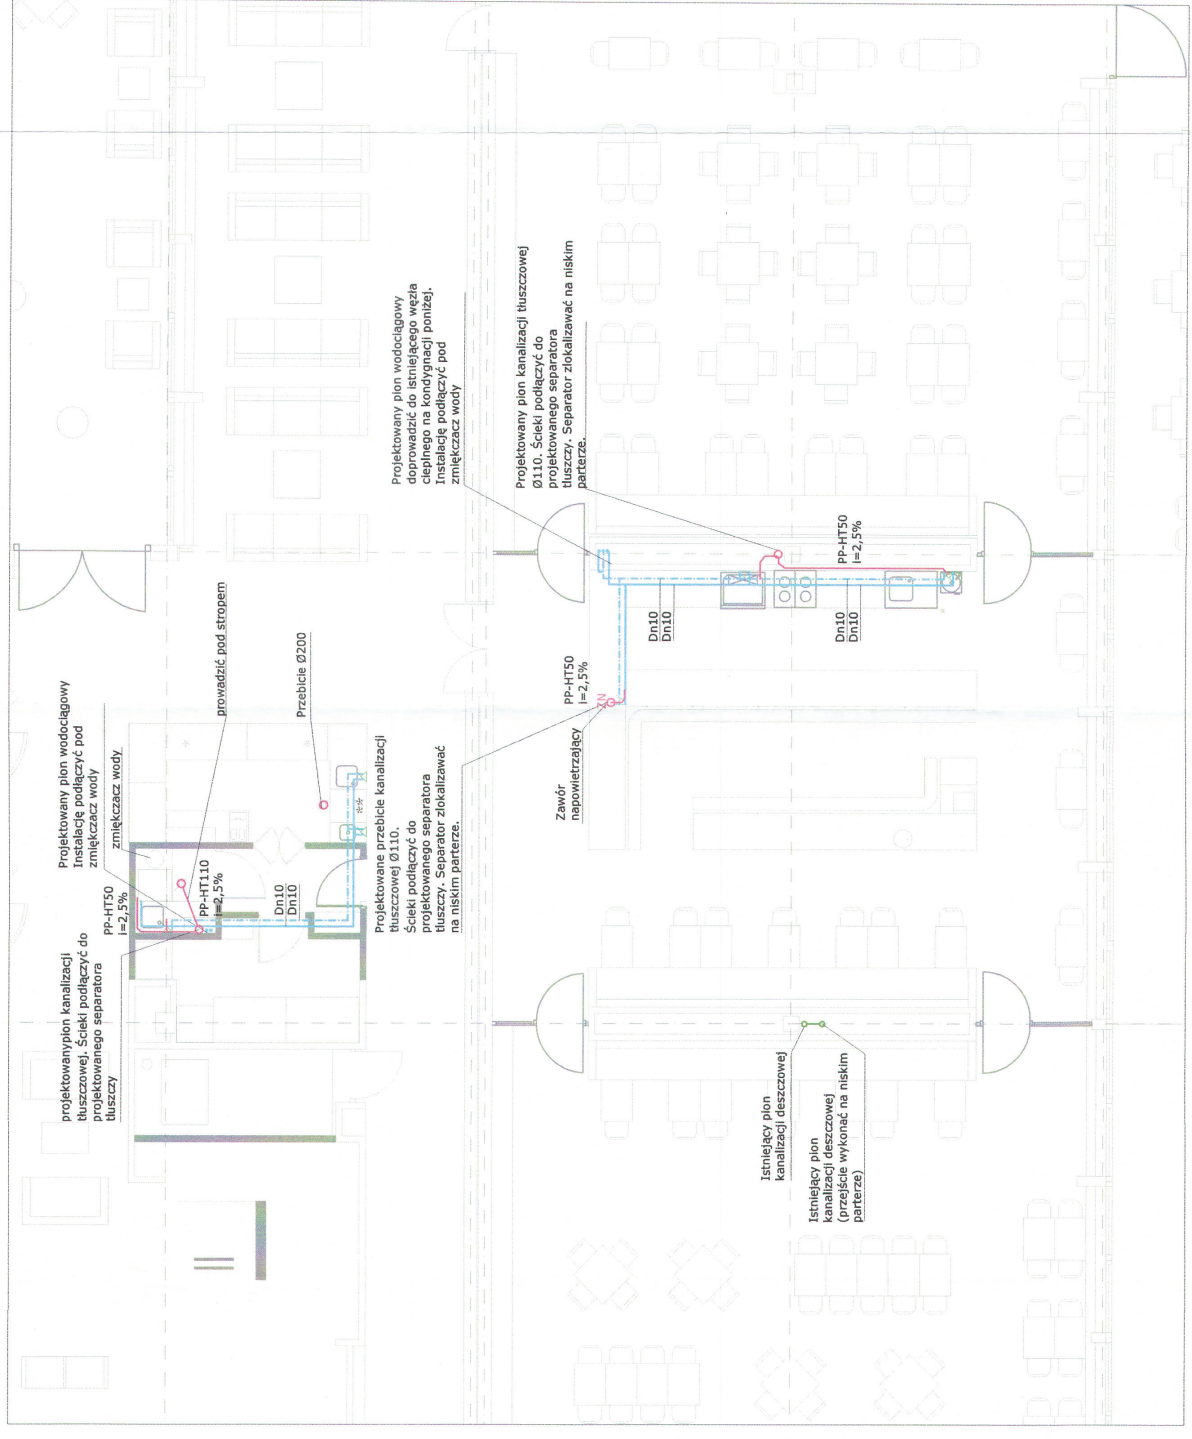 projektowanypion kanalizacji
tłuszczowej. Ścieki podłączyć do
projektowanego separatora
tłuszczy
Projektowany pion wodociągowy
Instalację podłączyć pod
zmiękczacz wody
zmiękczacz wody
PP-HT50
i=2,5%
PP-HT110
i=2,5%
prowadzić pod stropem
Przebicie Ø200
Dn10
Dn10
Projektowane przebicie kanalizacji
tłuszczowej Ø110.
Ścieki podłączyć do
projektowanego separatora
tłuszczy. Separator zlokalizawać
na niskim parterze.
Projektowany pion wodociągowy
doprowadzić do istniejącego węzła
cieplnego na kondygnacji poniżej.
Instalację podłączyć pod
zmiękczacz wody
Projektowany pion kanalizacji tłuszczowej
Ø110. Ścieki podłączyć do
projektowanego separatora
tłuszczy. Separator zlokalizawać na niskim
parterze.
Zawór
napowietrzający
PP-HT50
i=2,5%
Dn10
Dn10
PP-HT50
i=2,5%
Dn10
Dn10
Istniejący pion
kanalizacji deszczowej
Istniejący pion
kanalizacji deszczowej
(przejście wykonać na niskim
parterze)